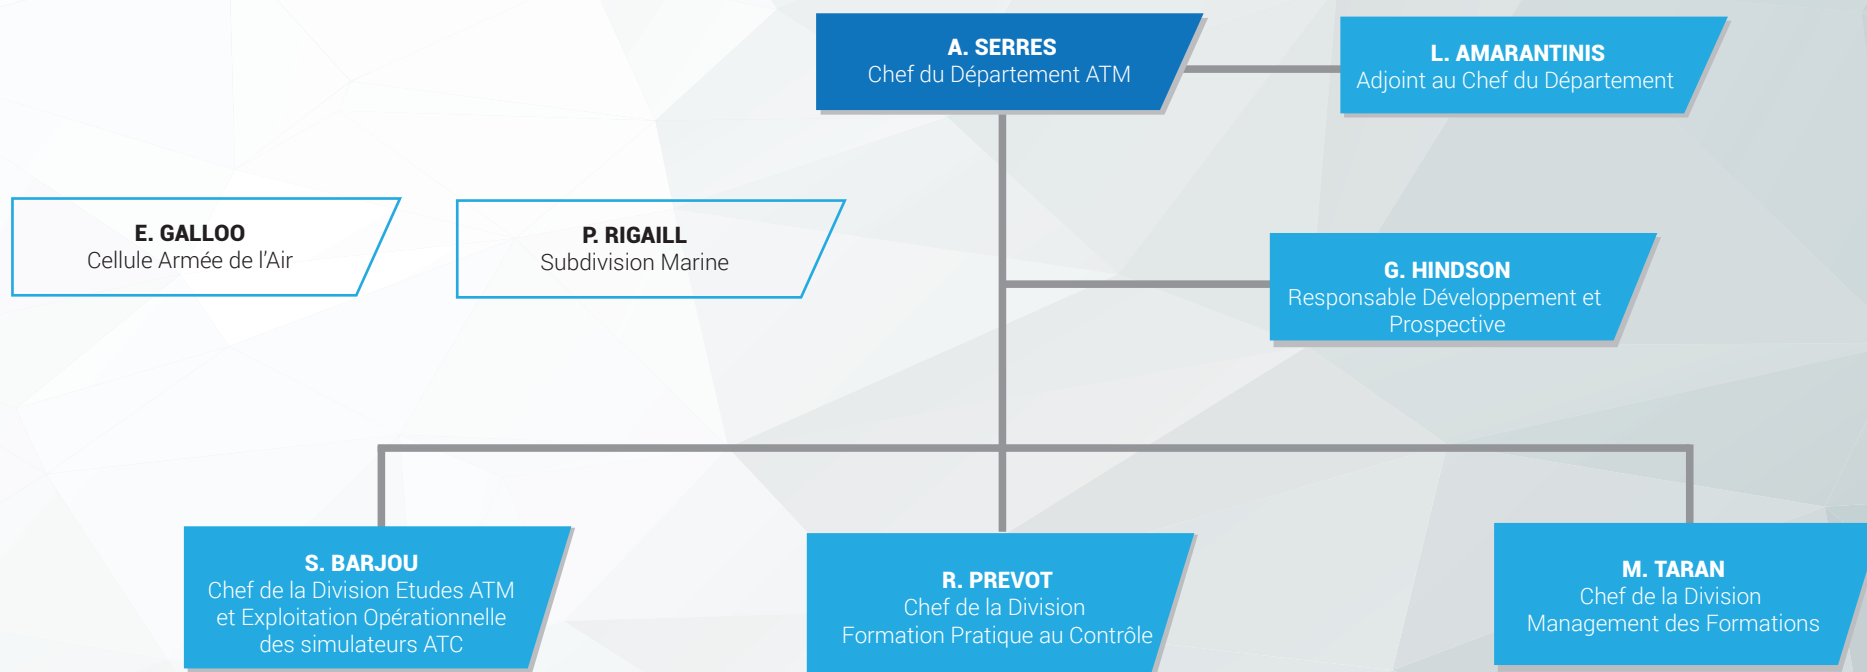 A. SERRES
Chef du Département ATM
L. AMARANTINIS
Adjoint au Chef du Département
E. GALLOO
Cellule Armée de l'Air
P. RIGAILL
Subdivision Marine
G. HINDSON
Responsable Développement et
Prospective
S. BARJOU
Chef de la Division Etudes ATM
et Exploitation Opérationnelle
des simulateurs ATC
R. PREVOT
Chef de la Division
Formation Pratique au Contrôle
M. TARAN
Chef de la Division
Management des Formations